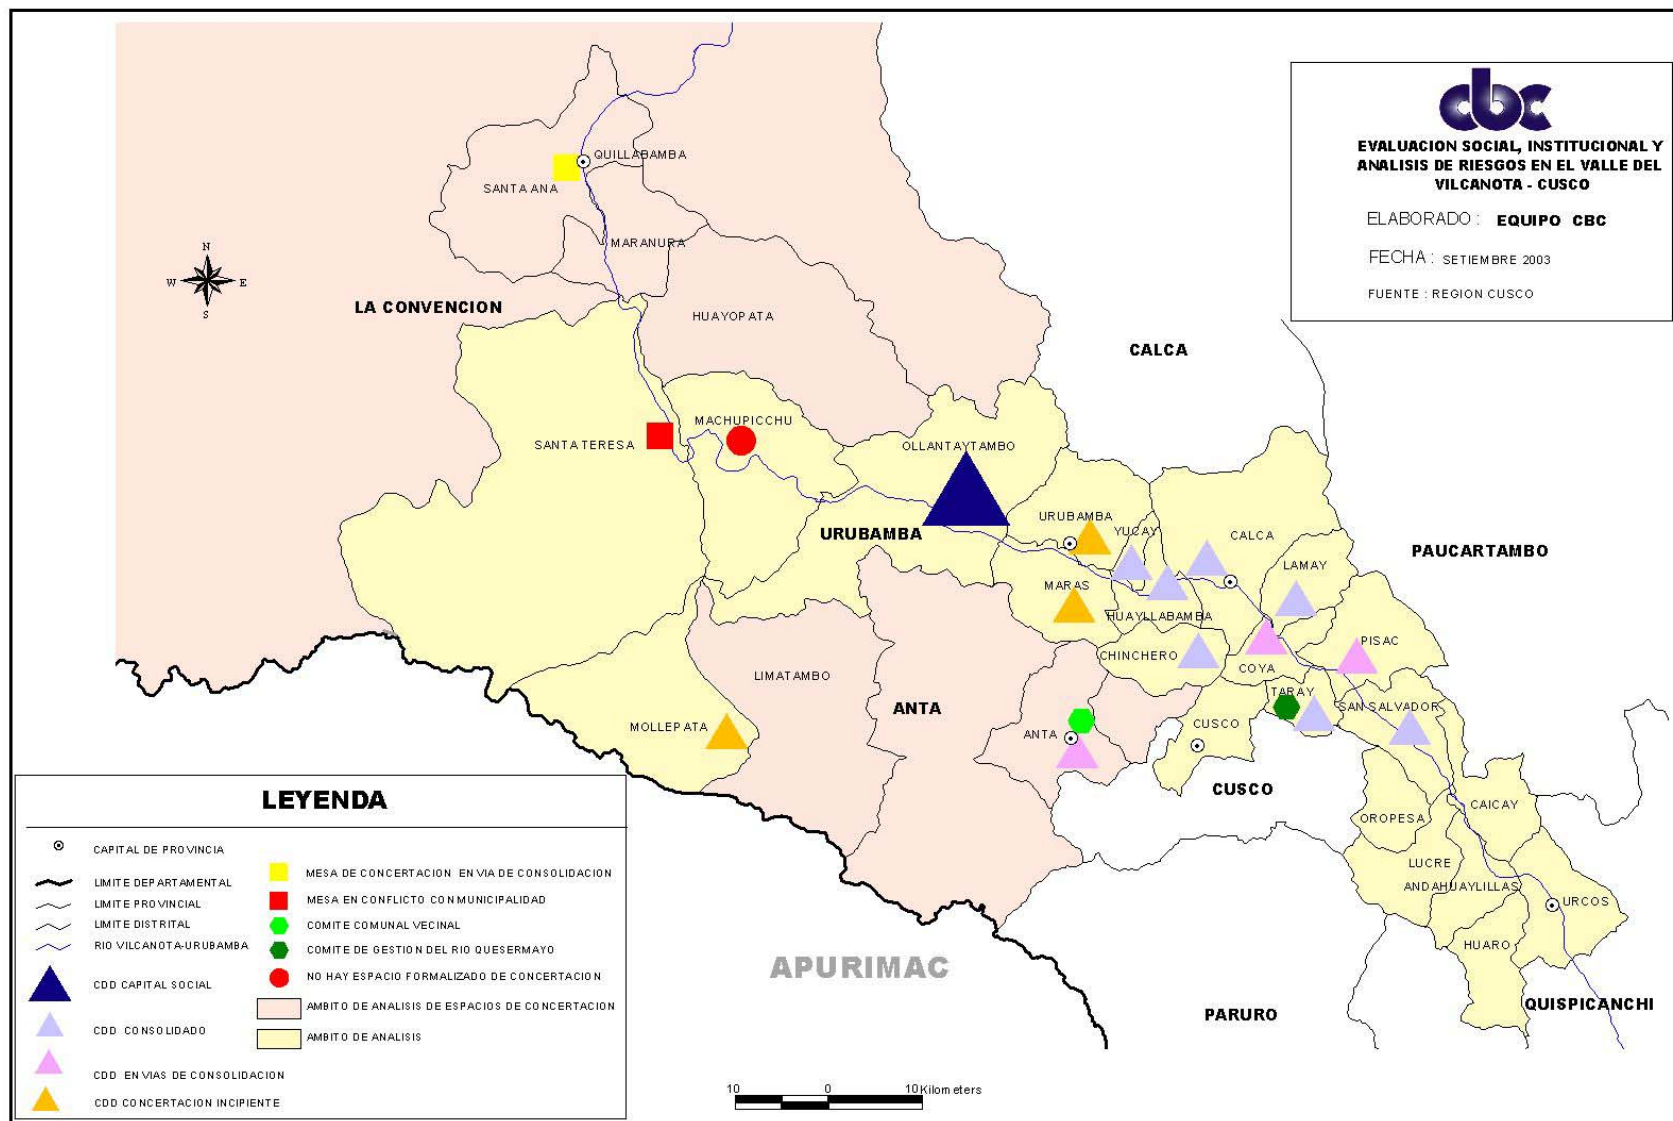 cbc
EVALUACION SOCIAL, INSTITUCIONAL Y
ANALISIS DE RIESGOS EN EL VALLE DEL
VILCANOTA - CUSCO
ELABORADO : EQUIPO CBC
FECHA : SETIEMBRE 2003
FUENTE : REGION CUSCO
N
W E
S
QUILLABAMBA
SANTA ANA
MARANURA
LA CONVENCION
HUAYOPATA
CALCA
MACHUPICCHU
SANTA TERESA
OLLANTAYTAMBO
URUBAMBA
URUBAMBA
YUCAY
CALCA
PAUCARTAMBO
LAMAY
MARAS
HUAYLLABAMBA
PISAC
CHINCHERO
COYA
LIMATAMBO
TARAY
ANTA
SAN SALVADOR
MOLLEPATA
ANTA
CUSCO
CUSCO
CAICAY
OROPESA
LUCRE
ANDAHUAYLILLAS
URCOS
HUARO
APURIMAC
PARURO
QUISPICANCHI
LEYENDA
CAPITAL DE PROVINCIA
LIMITE DEPARTAMENTAL
LIMITE PROVINCIAL
LIMITE DISTRITAL
RIO VILCANOTA-URUBAMBA
CDD CAPITAL SOCIAL
CDD CONSOLIDADO
CDD EN VIAS DE CONSOLIDACION
CDD CONCERTACION INCIPIENTE
MESA DE CONCERTACION EN VIA DE CONSOLIDACION
MESA EN CONFLICTO CON MUNICIPALIDAD
COMITE COMUNAL VECINAL
COMITE DE GESTION DEL RIO QUESERMAYO
NO HAY ESPACIO FORMALIZADO DE CONCERTACION
AMBITO DE ANALISIS DE ESPACIOS DE CONCERTACION
AMBITO DE ANALISIS
10 0 10 Kilometers